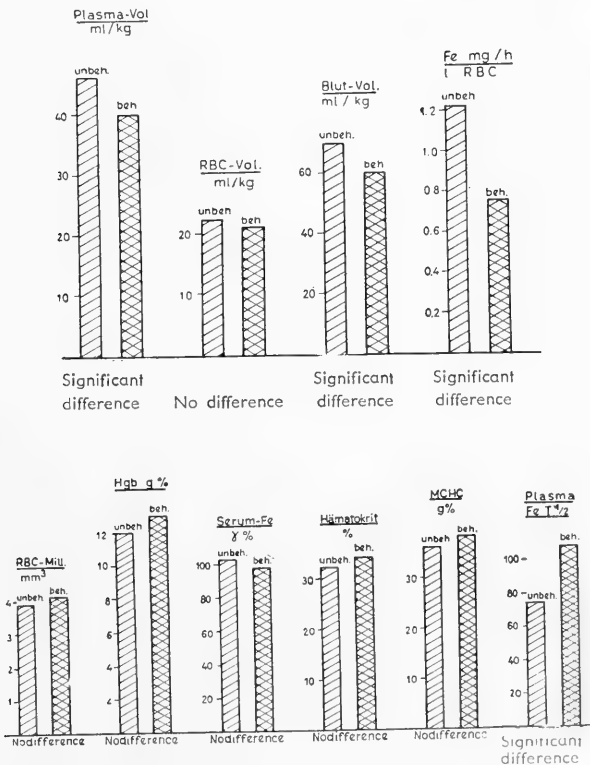 Plasma-Vol
ml/kg
unbeh.
beh
40
30
20
10
Significant
difference
RBC-Vol.
ml/kg
unbeh
beh.
20
10
No difference
Blut-Vol.
ml / kg
unbeh.
beh
60
40
20
Significant
difference
Fe mg/h
l RBC
unbeh
beh.
1.2
1.0
0.8
0.6
0.4
0.2
Significant
difference
RBC-Mill.
mm³
unbeh.
beh.
4
3
2
1
Nodifference
Hgb g%
unbeh
beh.
12
10
8
6
4
Nodifference
Serum-Fe
γ %
unbeh.
beh.
100
80
60
40
20
Nodifference
Hämatokrit
%
unbeh.
beh.
30
20
10
Nodifference
MCHC
g%
unbeh.
beh.
30
20
10
Nodifference
Plasma
Fe T 1/2
beh.
unbeh.
100
80
60
40
20
Significant
difference